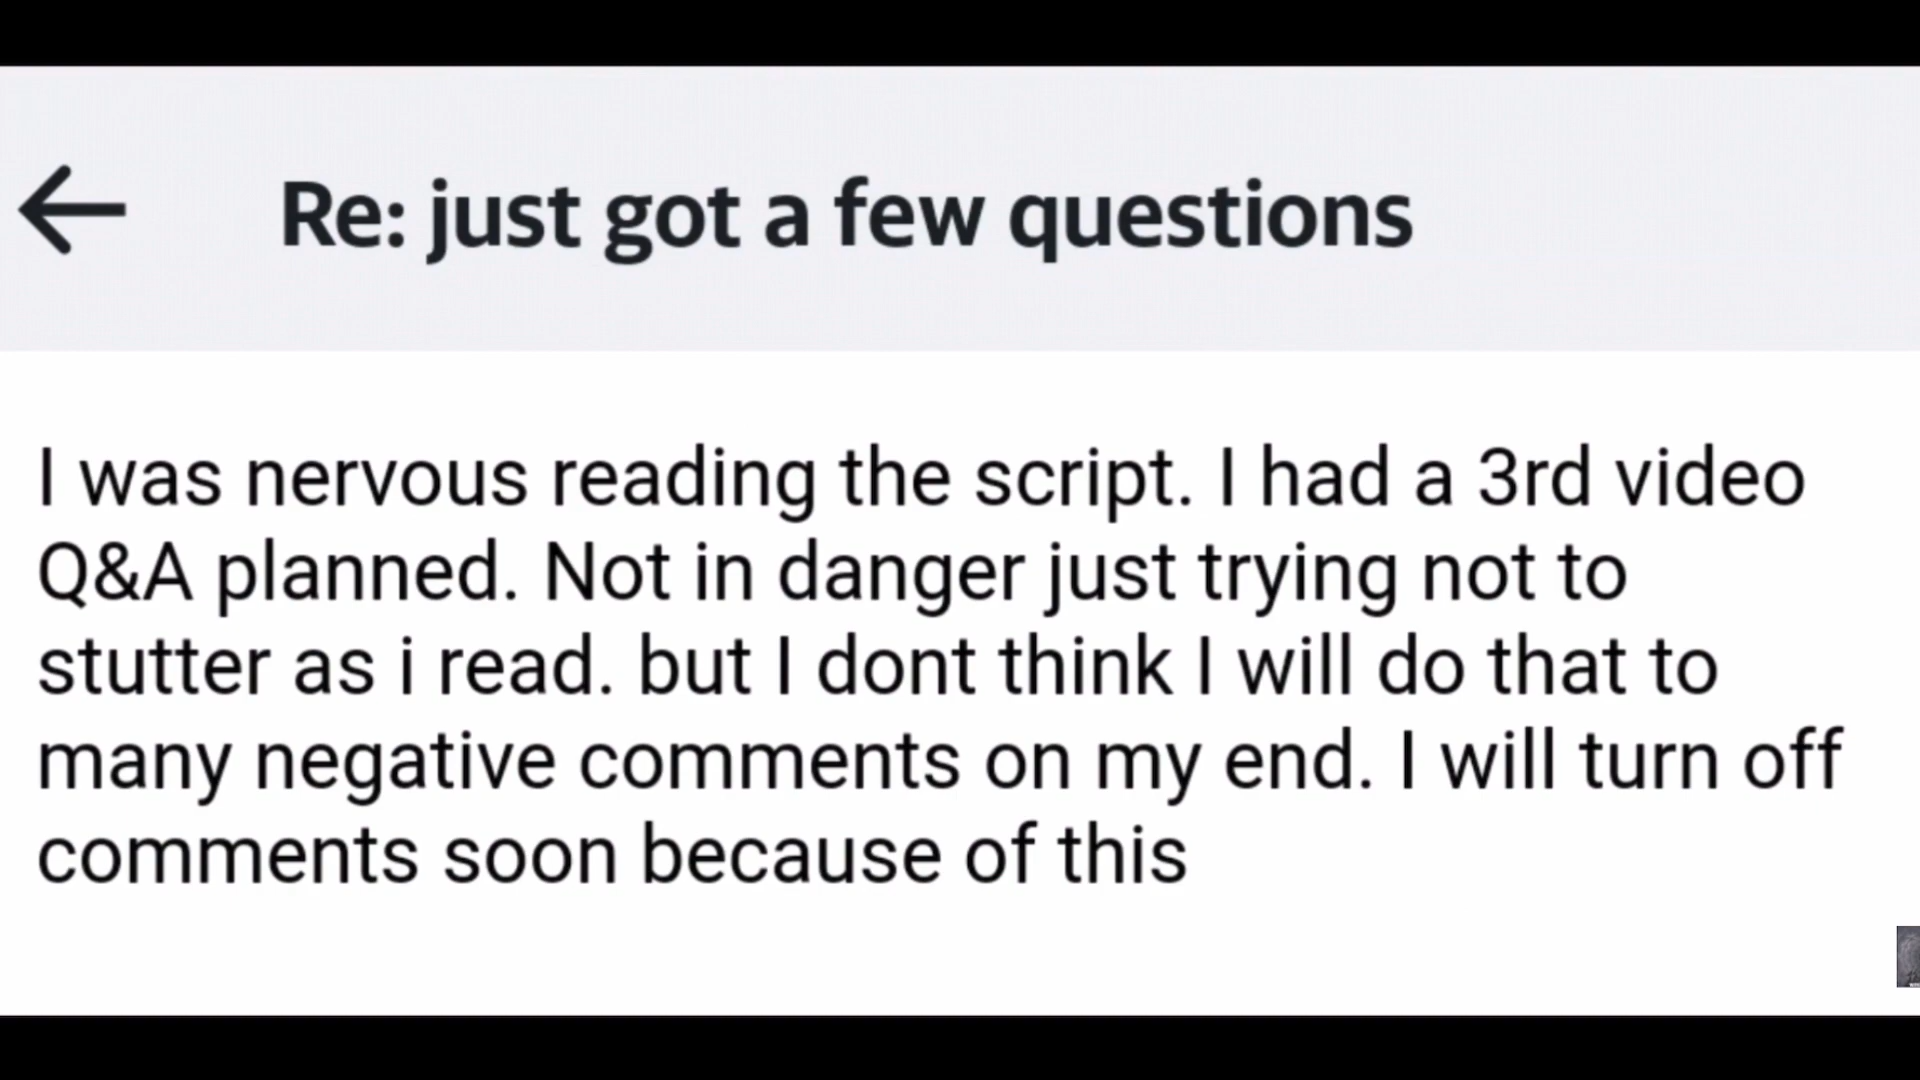 Re: just got a few questions
I was nervous reading the script. I had a 3rd video
Q&A planned. Not in danger just trying not to
stutter as i read. but I dont think I will do that to
many negative comments on my end. I will turn off
comments soon because of this